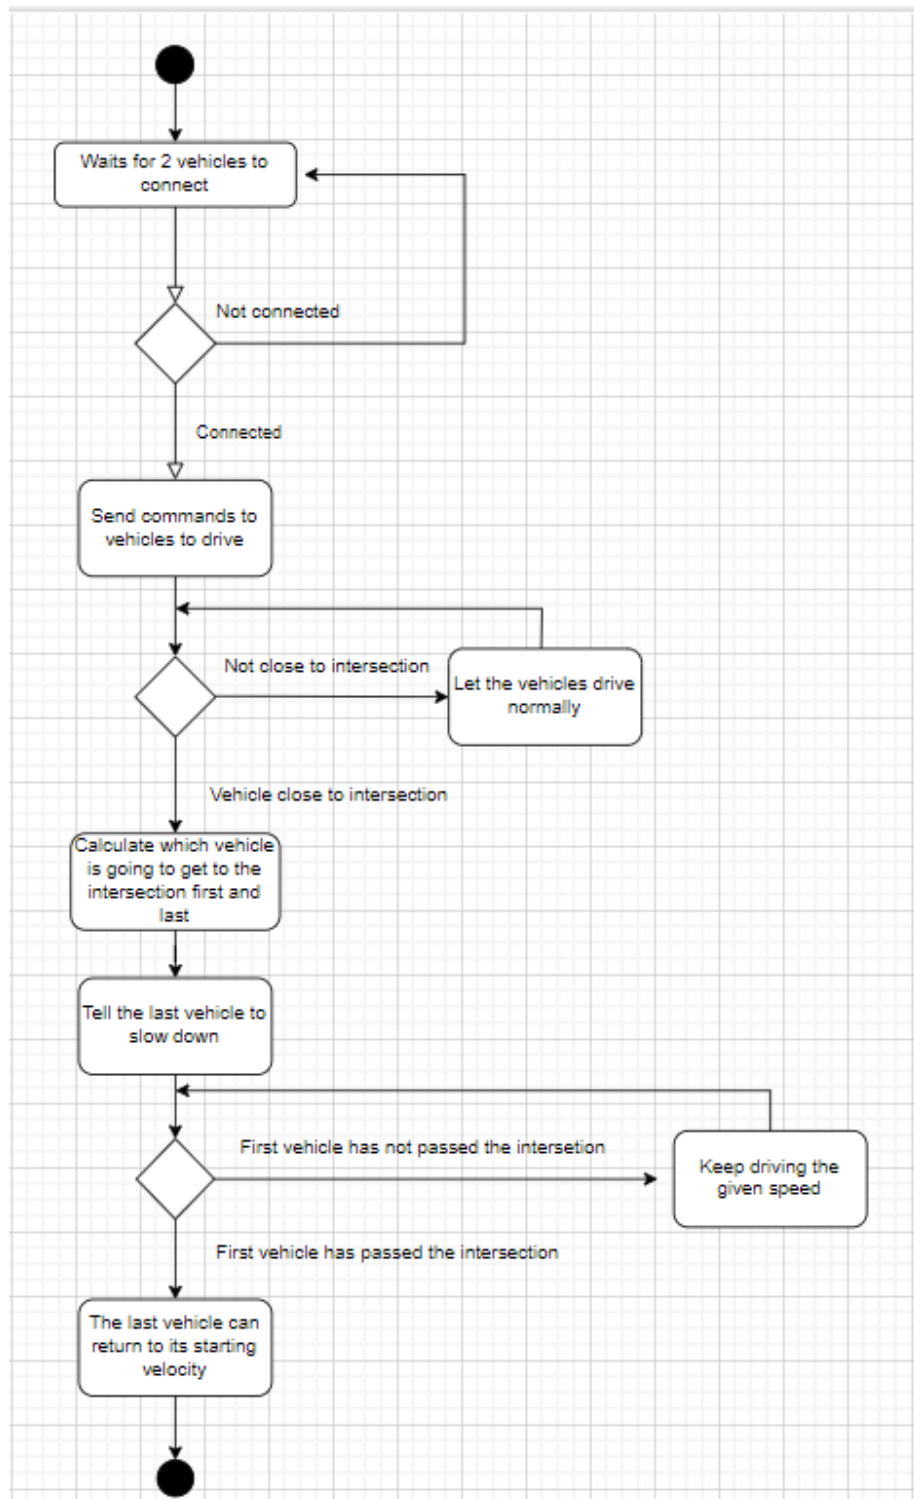 Waits for 2 vehicles to
connect
Not connected
Connected
Send commands to
vehicles to drive
Not close to intersection
Let the vehicles drive
normally
Vehicle close to intersection
Calculate which vehicle
is going to get to the
intersection first and
last
Tell the last vehicle to
slow down
First vehicle has not passed the intersetion
Keep driving the
given speed
First vehicle has passed the intersection
The last vehicle can
return to its starting
velocity